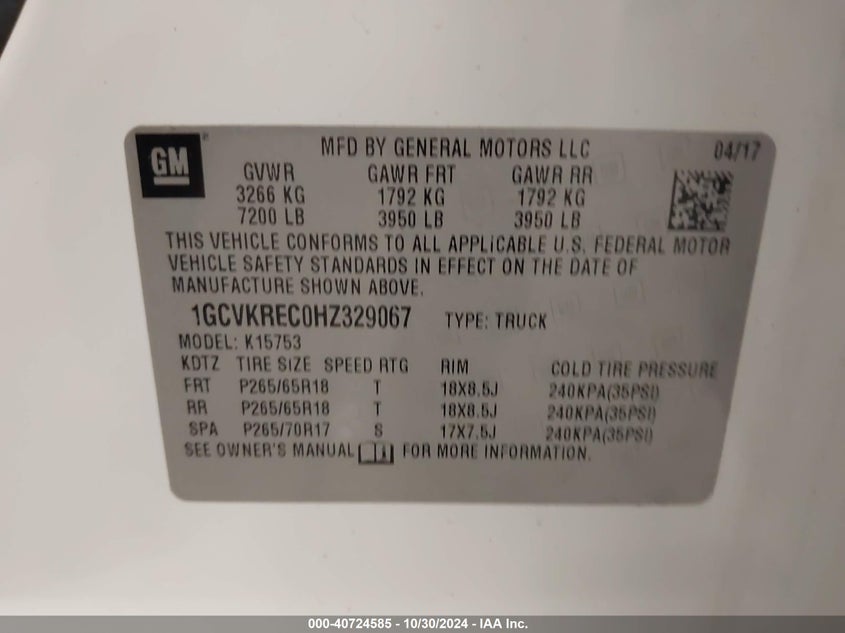 GM
MFD BY GENERAL MOTORS LLC 04/17
GVWR GAWR FRT GAWR RR
3266 KG 1792 KG 1792 KG
7200 LB 3950 LB 3950 LB
THIS VEHICLE CONFORMS TO ALL APPLICABLE U.S. FEDERAL MOTOR
VEHICLE SAFETY STANDARDS IN EFFECT ON THE DATE OF
MANUFACTURE SHOWN ABOVE.
1GCVKREC0HZ329067 TYPE: TRUCK
MODEL: K15753
KDTZ TIRE SIZE SPEED RTG RIM COLD TIRE PRESSURE
FRT P265/65R18 T 18X8.5J 240KPA(35PSI)
RR P265/65R18 T 18X8.5J 240KPA(35PSI)
SPA P265/70R17 S 17X7.5J 240KPA(35PSI)
SEE OWNER'S MANUAL FOR MORE INFORMATION.
000-40724585 - 10/30/2024 - IAA Inc.